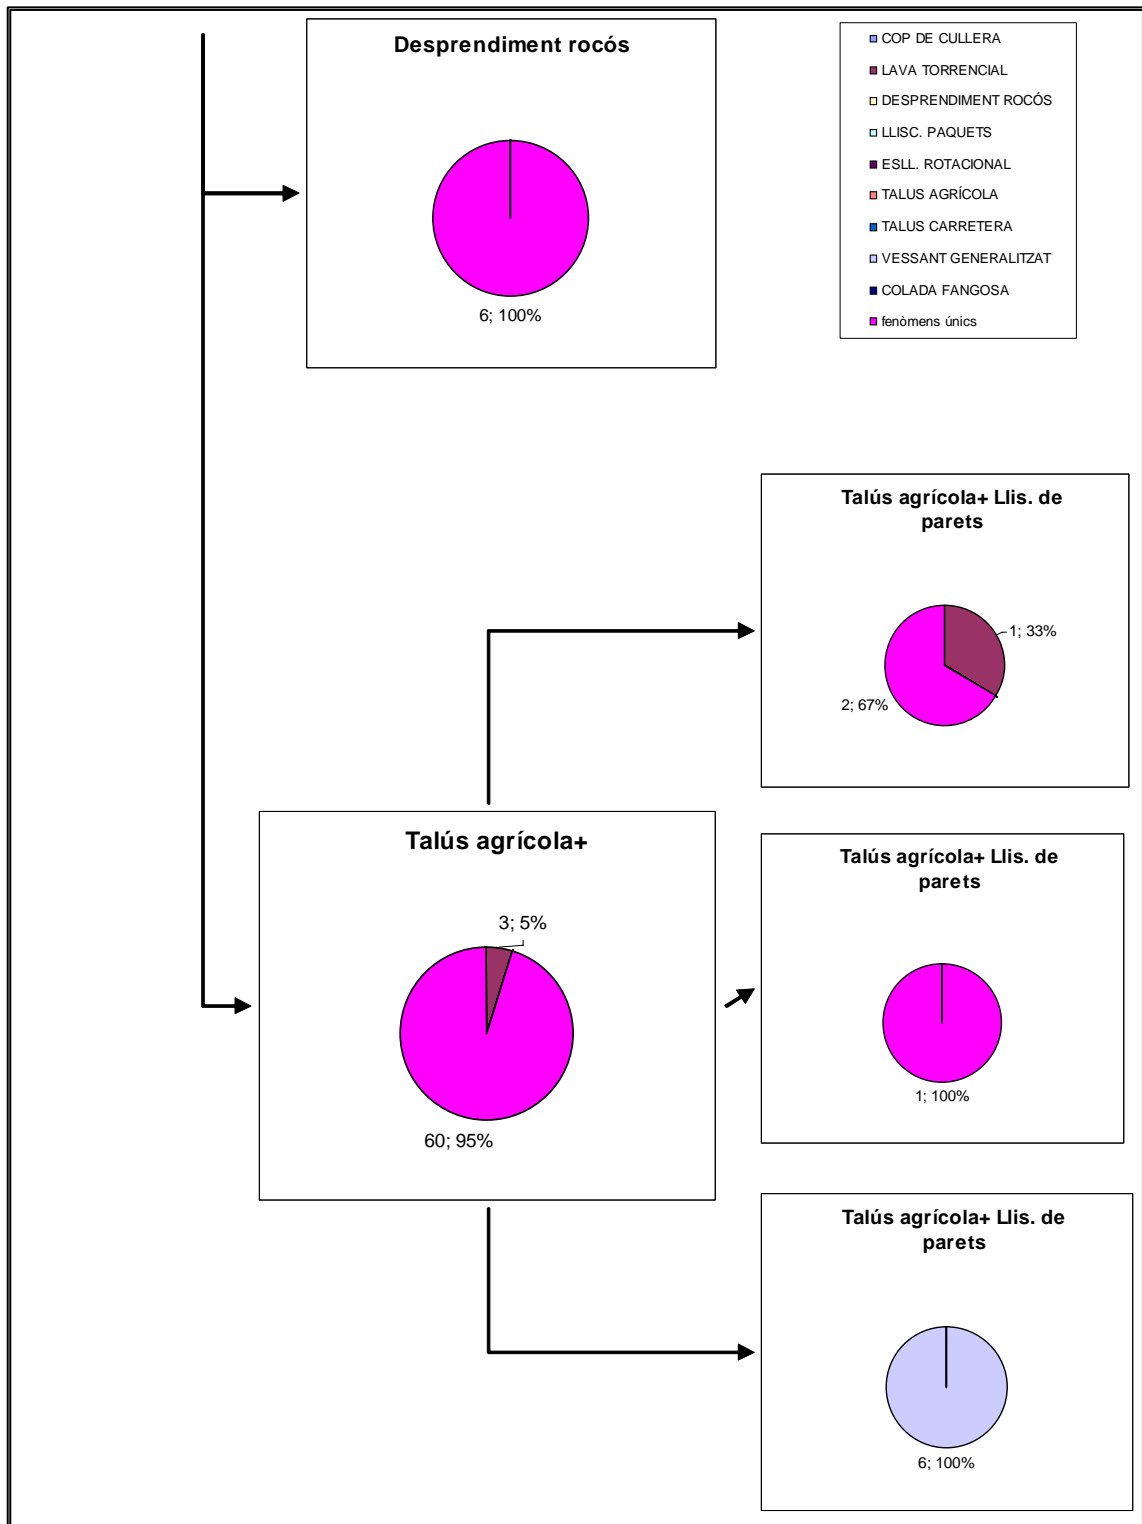 Desprendiment rocós
6; 100%
COP DE CULLERA
LAVA TORRENCIAL
DESPRENDIMENT ROCÓS
LLISC. PAQUETS
ESLL. ROTACIONAL
TALUS AGRÍCOLA
TALUS CARRETERA
VESSANT GENERALITZAT
COLADA FANGOSA
fenòmens únics
Talús agrícola+ Llis. de
parets
1; 33%
2; 67%
Talús agrícola+
3; 5%
60; 95%
Talús agrícola+ Llis. de
parets
1; 100%
Talús agrícola+ Llis. de
parets
6; 100%